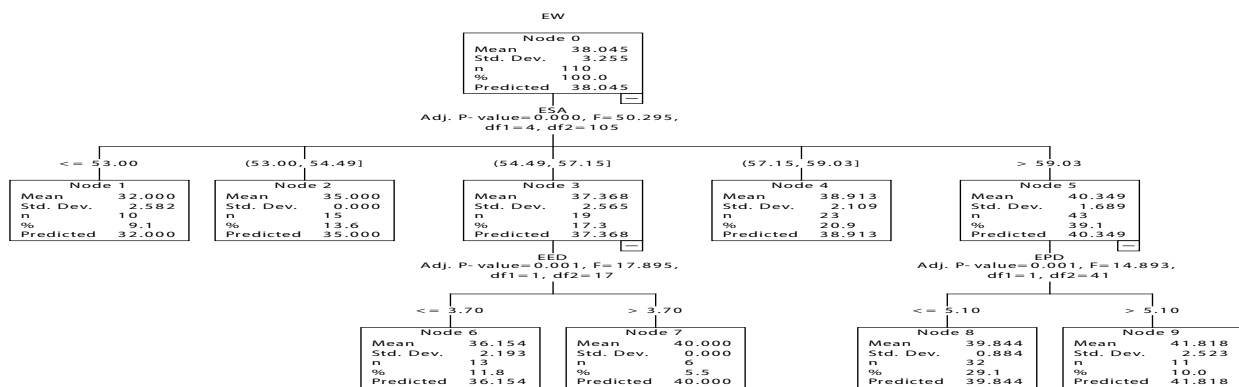 EW
Node 0
Mean 38.045
Std. Dev. 3.255
n 110
% 100.0
Predicted 38.045
ESA
Adj. P-value=0.000, F=50.295,
df1=4, df2=105
<= 53.00
(53.00, 54.49]
(54.49, 57.15]
(57.15, 59.03]
> 59.03
Node 1
Mean 32.000
Std. Dev. 2.582
n 10
% 9.1
Predicted 32.000
Node 2
Mean 35.000
Std. Dev. 0.000
n 15
% 13.6
Predicted 35.000
Node 3
Mean 37.368
Std. Dev. 2.565
n 19
% 17.3
Predicted 37.368
Node 4
Mean 38.913
Std. Dev. 2.109
n 23
% 20.9
Predicted 38.913
Node 5
Mean 40.349
Std. Dev. 1.689
n 43
% 39.1
Predicted 40.349
EED
Adj. P-value=0.001, F=17.895,
df1=1, df2=17
EPD
Adj. P-value=0.001, F=14.893,
df1=1, df2=41
<= 3.70
> 3.70
<= 5.10
> 5.10
Node 6
Mean 36.154
Std. Dev. 2.193
n 13
% 11.8
Predicted 36.154
Node 7
Mean 40.000
Std. Dev. 0.000
n 6
% 5.5
Predicted 40.000
Node 8
Mean 39.844
Std. Dev. 0.884
n 32
% 29.1
Predicted 39.844
Node 9
Mean 41.818
Std. Dev. 2.523
n 11
% 10.0
Predicted 41.818